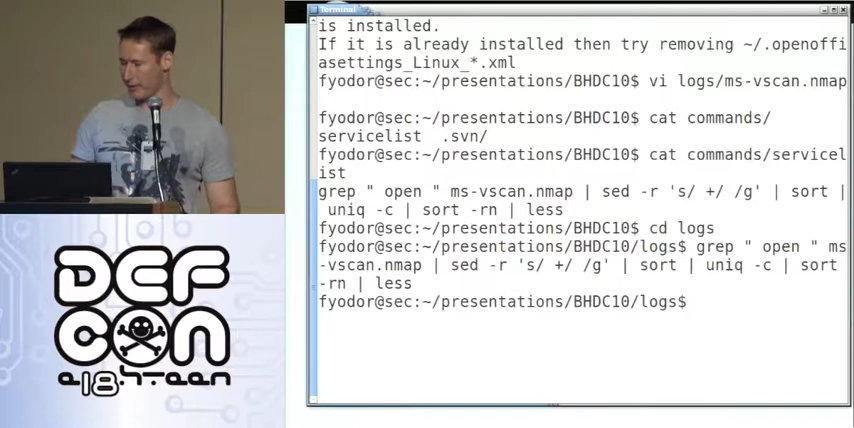 Terminal
is installed.
If it is already installed then try removing ~/.openoffi
asettings_Linux_*.xml
fyodor@sec:~/presentations/BHDC10$ vi logs/ms-vscan.nmap
fyodor@sec:~/presentations/BHDC10$ cat commands/
servicelist  .svn/
fyodor@sec:~/presentations/BHDC10$ cat commands/servicel
ist
grep " open " ms-vscan.nmap | sed -r 's/ +/ /g' | sort |
 uniq -c | sort -rn | less
fyodor@sec:~/presentations/BHDC10$ cd logs
fyodor@sec:~/presentations/BHDC10/logs$ grep " open " ms
-vscan.nmap | sed -r 's/ +/ /g' | sort | uniq -c | sort
-rn | less
fyodor@sec:~/presentations/BHDC10/logs$
DEF
CON
e18h-teen